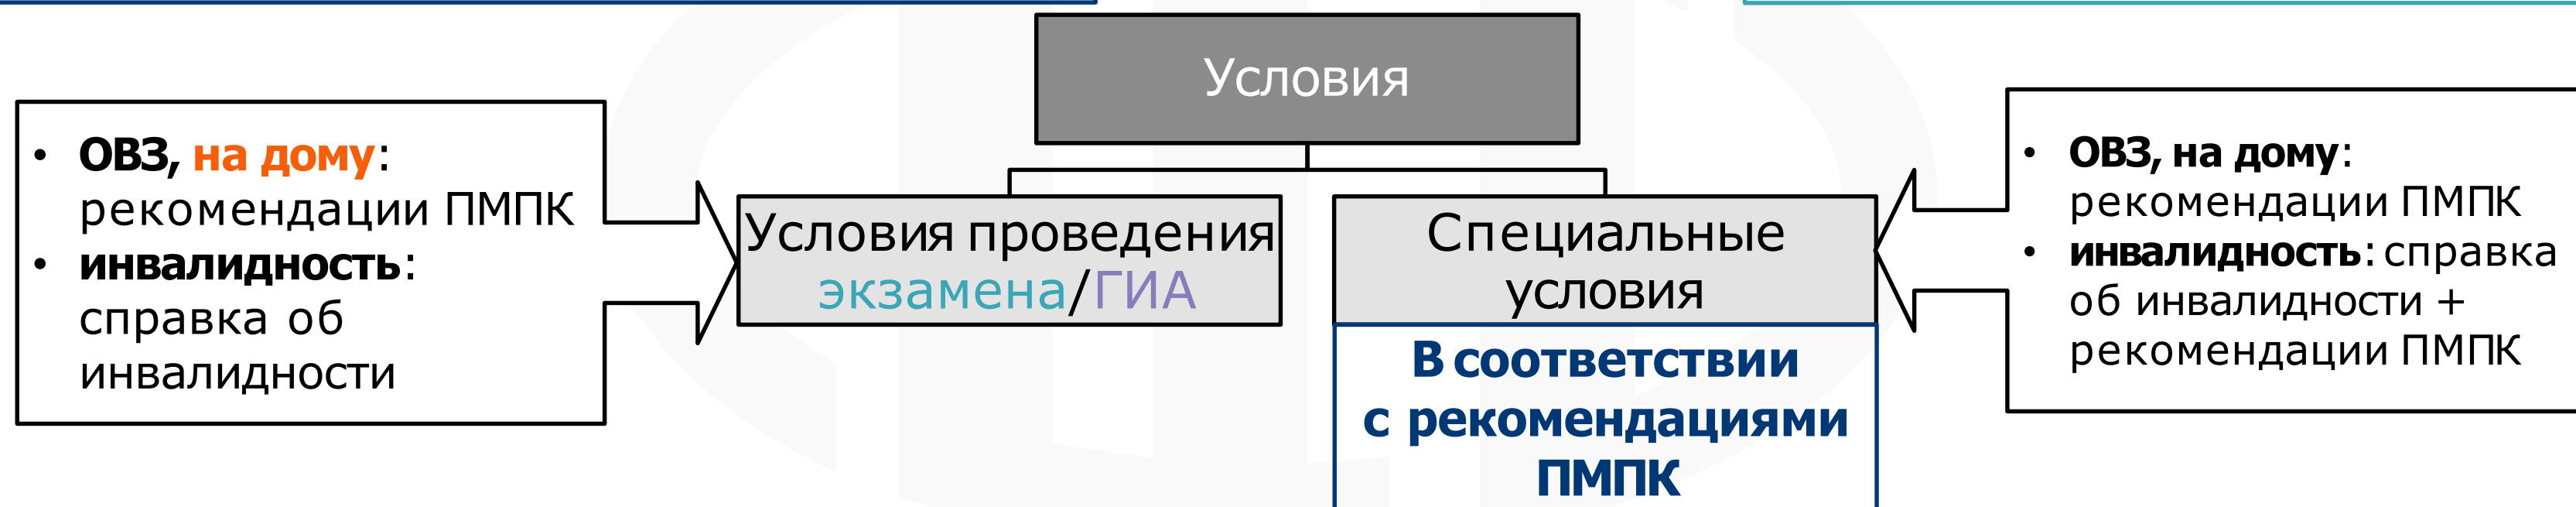 Условия
• ОВЗ, на дому:
рекомендации ПМПК
• инвалидность:
справка об
инвалидности
Условия проведения
экзамена/ГИА
Специальные
условия
В соответствии
с рекомендациями
ПМПК
• ОВЗ, на дому:
рекомендации ПМПК
• инвалидность: справка
об инвалидности +
рекомендации ПМПК